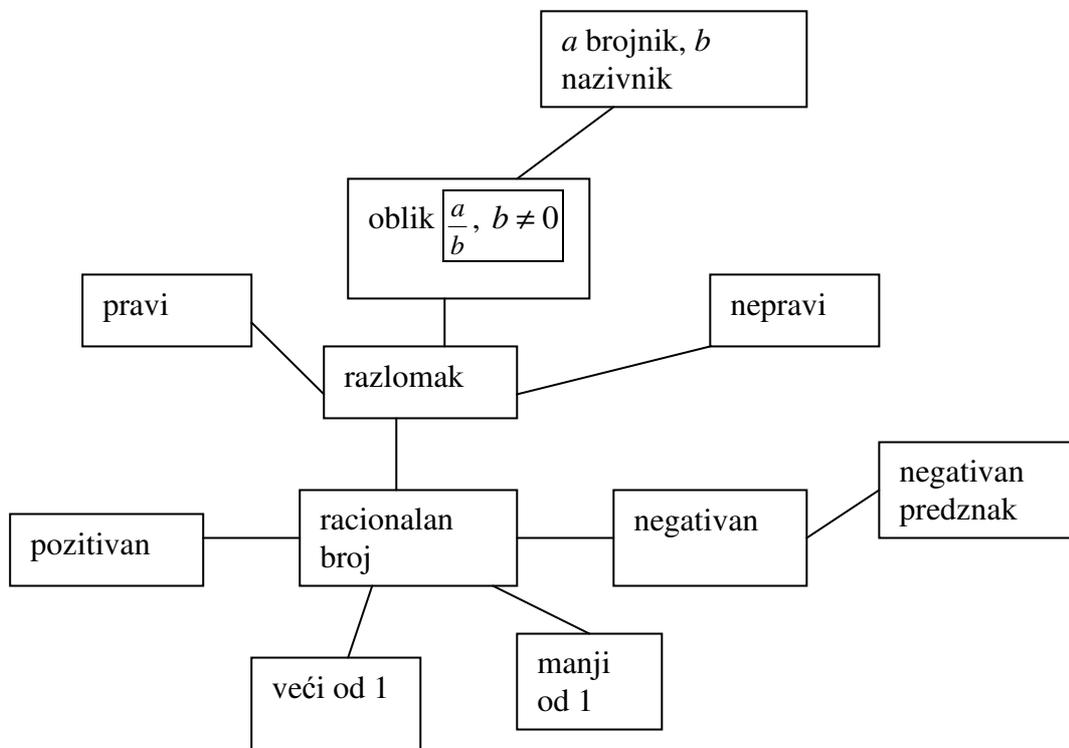 a brojnik, b
nazivnik
oblik a/b, b ≠ 0
pravi
nepravi
razlomak
negativan
predznak
racionalan
broj
negativan
pozitivan
manji
od 1
veći od 1